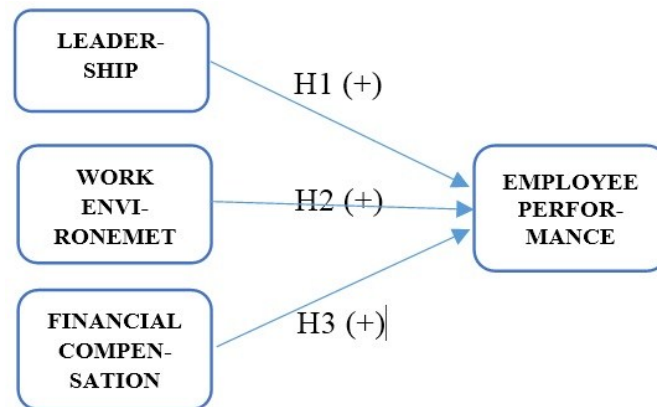 LEADER-
SHIP
H1 (+)
WORK
ENVI-
RONEMET
H2 (+)
EMPLOYEE
PERFOR-
MANCE
FINANCIAL
COMPEN-
SATION
H3 (+)